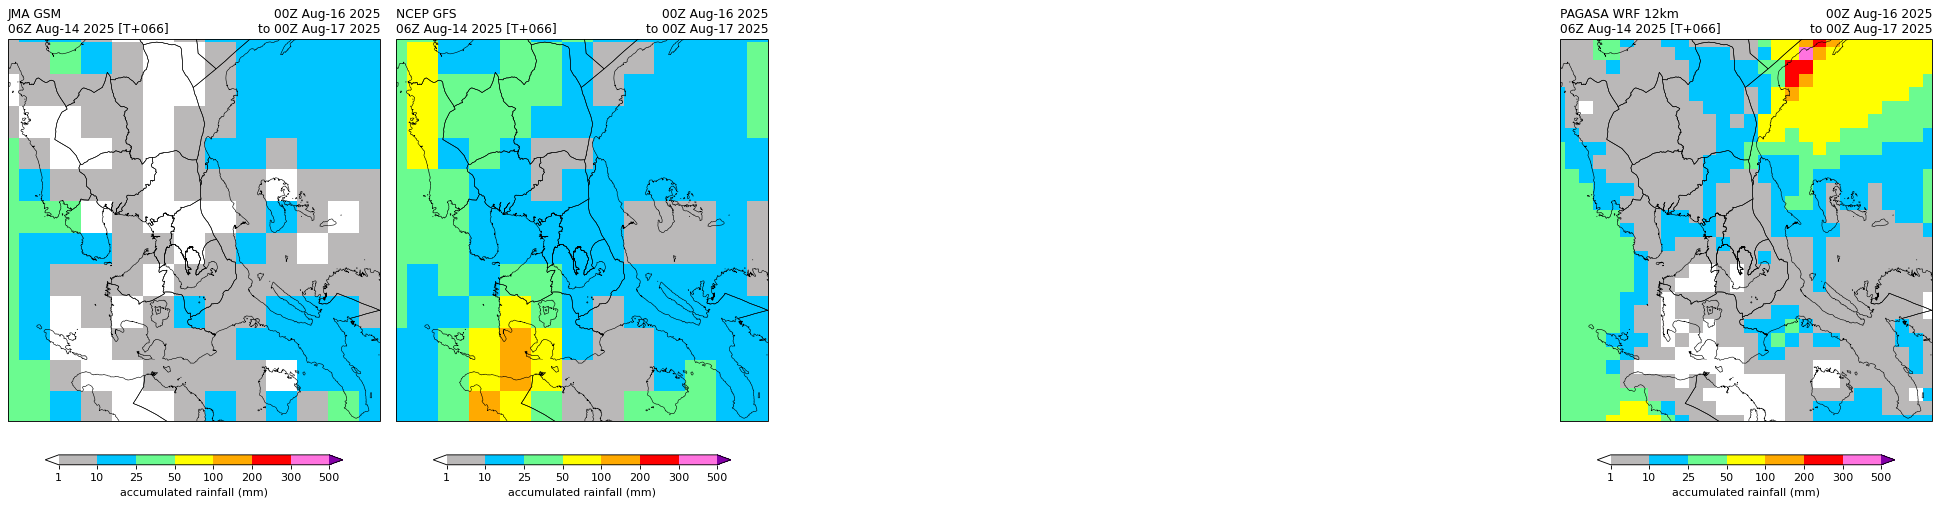 JMA GSM 00Z Aug-16 2025
06Z Aug-14 2025 [T+066] to 00Z Aug-17 2025
1 10 25 50 100 200 300 500
accumulated rainfall (mm)
NCEP GFS 00Z Aug-16 2025
06Z Aug-14 2025 [T+066] to 00Z Aug-17 2025
1 10 25 50 100 200 300 500
accumulated rainfall (mm)
PAGASA WRF 12km 00Z Aug-16 2025
06Z Aug-14 2025 [T+066] to 00Z Aug-17 2025
1 10 25 50 100 200 300 500
accumulated rainfall (mm)